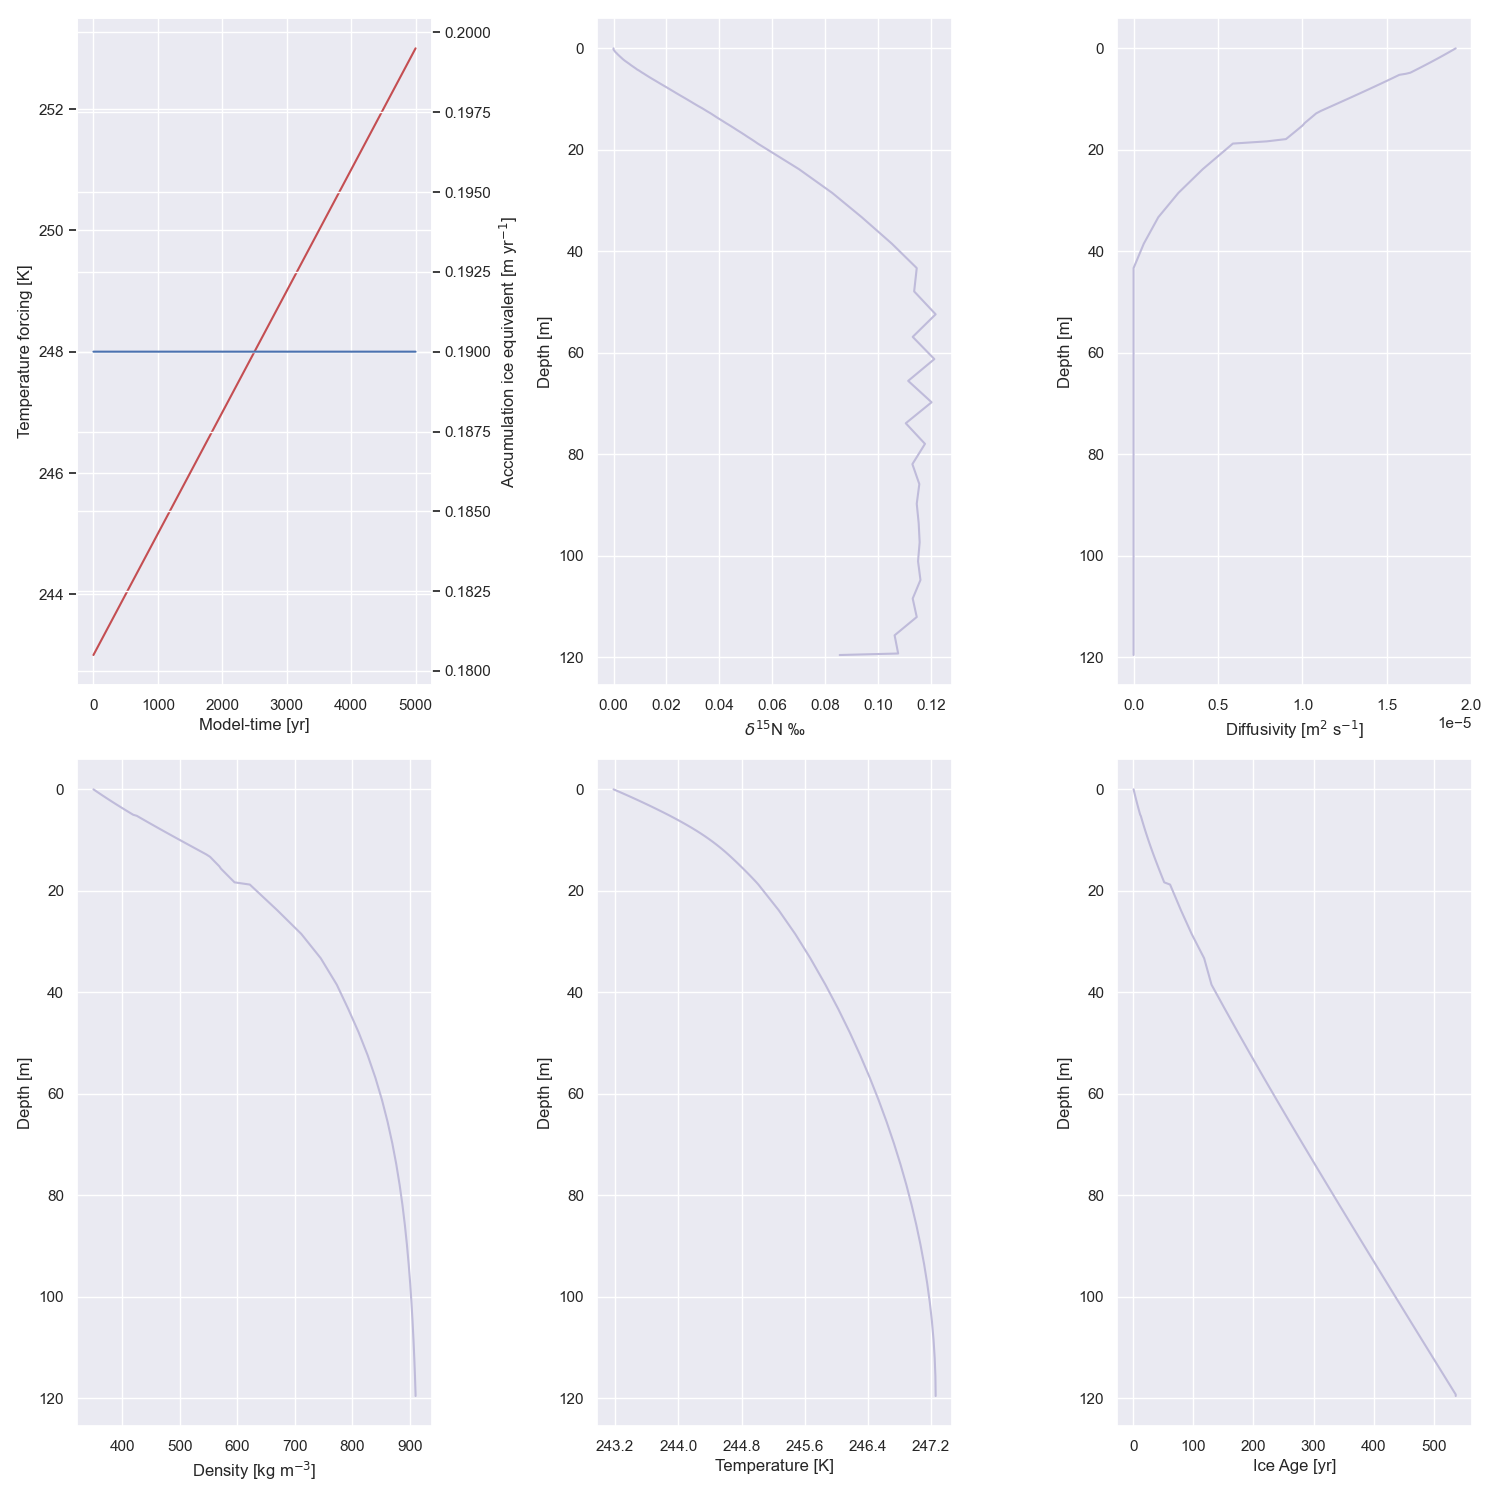 Temperature forcing [K]
252
250
248
246
244
0.2000
0.1975
0.1950
0.1925
0.1900
0.1875
0.1850
0.1825
0.1800
Accumulation ice equivalent [m yr⁻¹]
0 1000 2000 3000 4000 5000
Model-time [yr]
Depth [m]
0
20
40
60
80
100
120
0.00 0.02 0.04 0.06 0.08 0.10 0.12
δ¹⁵N ‰
Depth [m]
0
20
40
60
80
100
120
0.0 0.5 1.0 1.5 2.0
1e−5
Diffusivity [m² s⁻¹]
Depth [m]
0
20
40
60
80
100
120
400 500 600 700 800 900
Density [kg m⁻³]
Depth [m]
0
20
40
60
80
100
120
243.2 244.0 244.8 245.6 246.4 247.2
Temperature [K]
Depth [m]
0
20
40
60
80
100
120
0 100 200 300 400 500
Ice Age [yr]